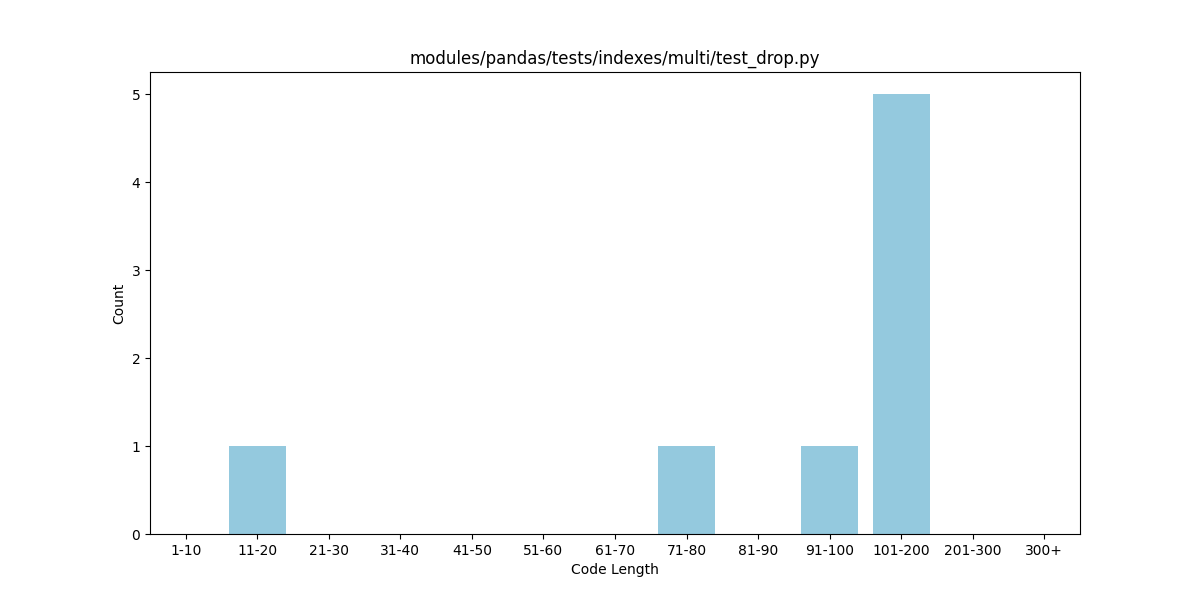 modules/pandas/tests/indexes/multi/test_drop.py
Count
5
4
3
2
1
0
1-10 11-20 21-30 31-40 41-50 51-60 61-70 71-80 81-90 91-100 101-200 201-300 300+
Code Length